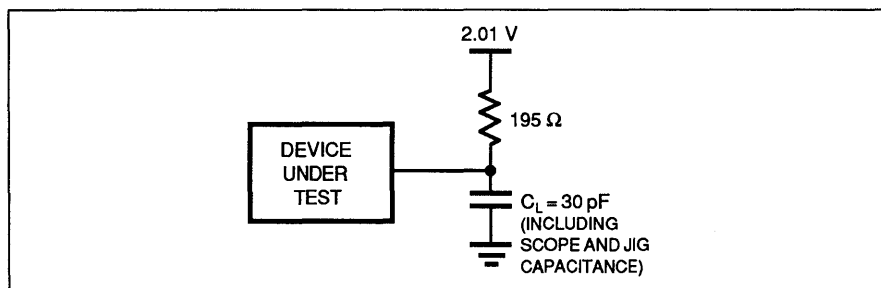 2.01 V
195 Ω
DEVICE
UNDER
TEST
C_L = 30 pF
(INCLUDING
SCOPE AND JIG
CAPACITANCE)